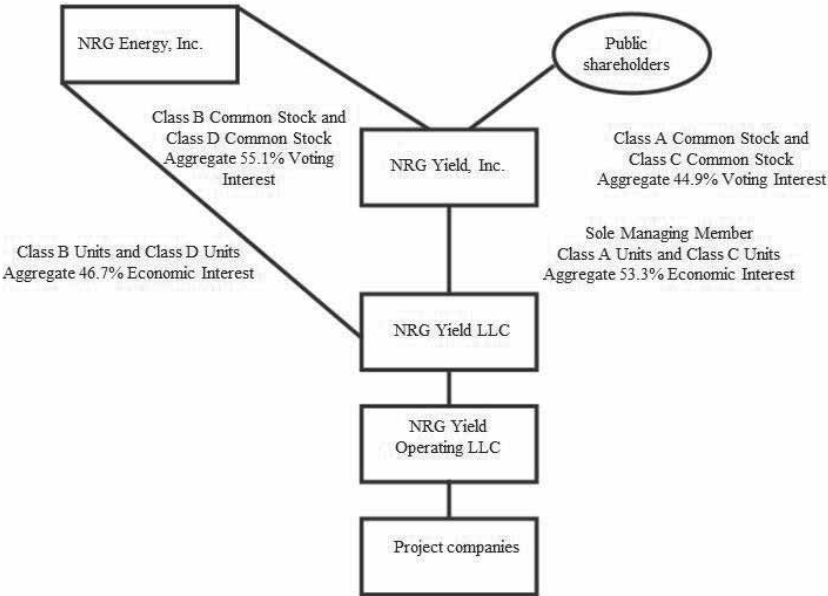 NRG Energy, Inc.
Public
shareholders
Class B Common Stock and
Class D Common Stock
Aggregate 55.1% Voting
Interest
NRG Yield, Inc.
Class A Common Stock and
Class C Common Stock
Aggregate 44.9% Voting Interest
Class B Units and Class D Units
Aggregate 46.7% Economic Interest
Sole Managing Member
Class A Units and Class C Units
Aggregate 53.3% Economic Interest
NRG Yield LLC
NRG Yield
Operating LLC
Project companies